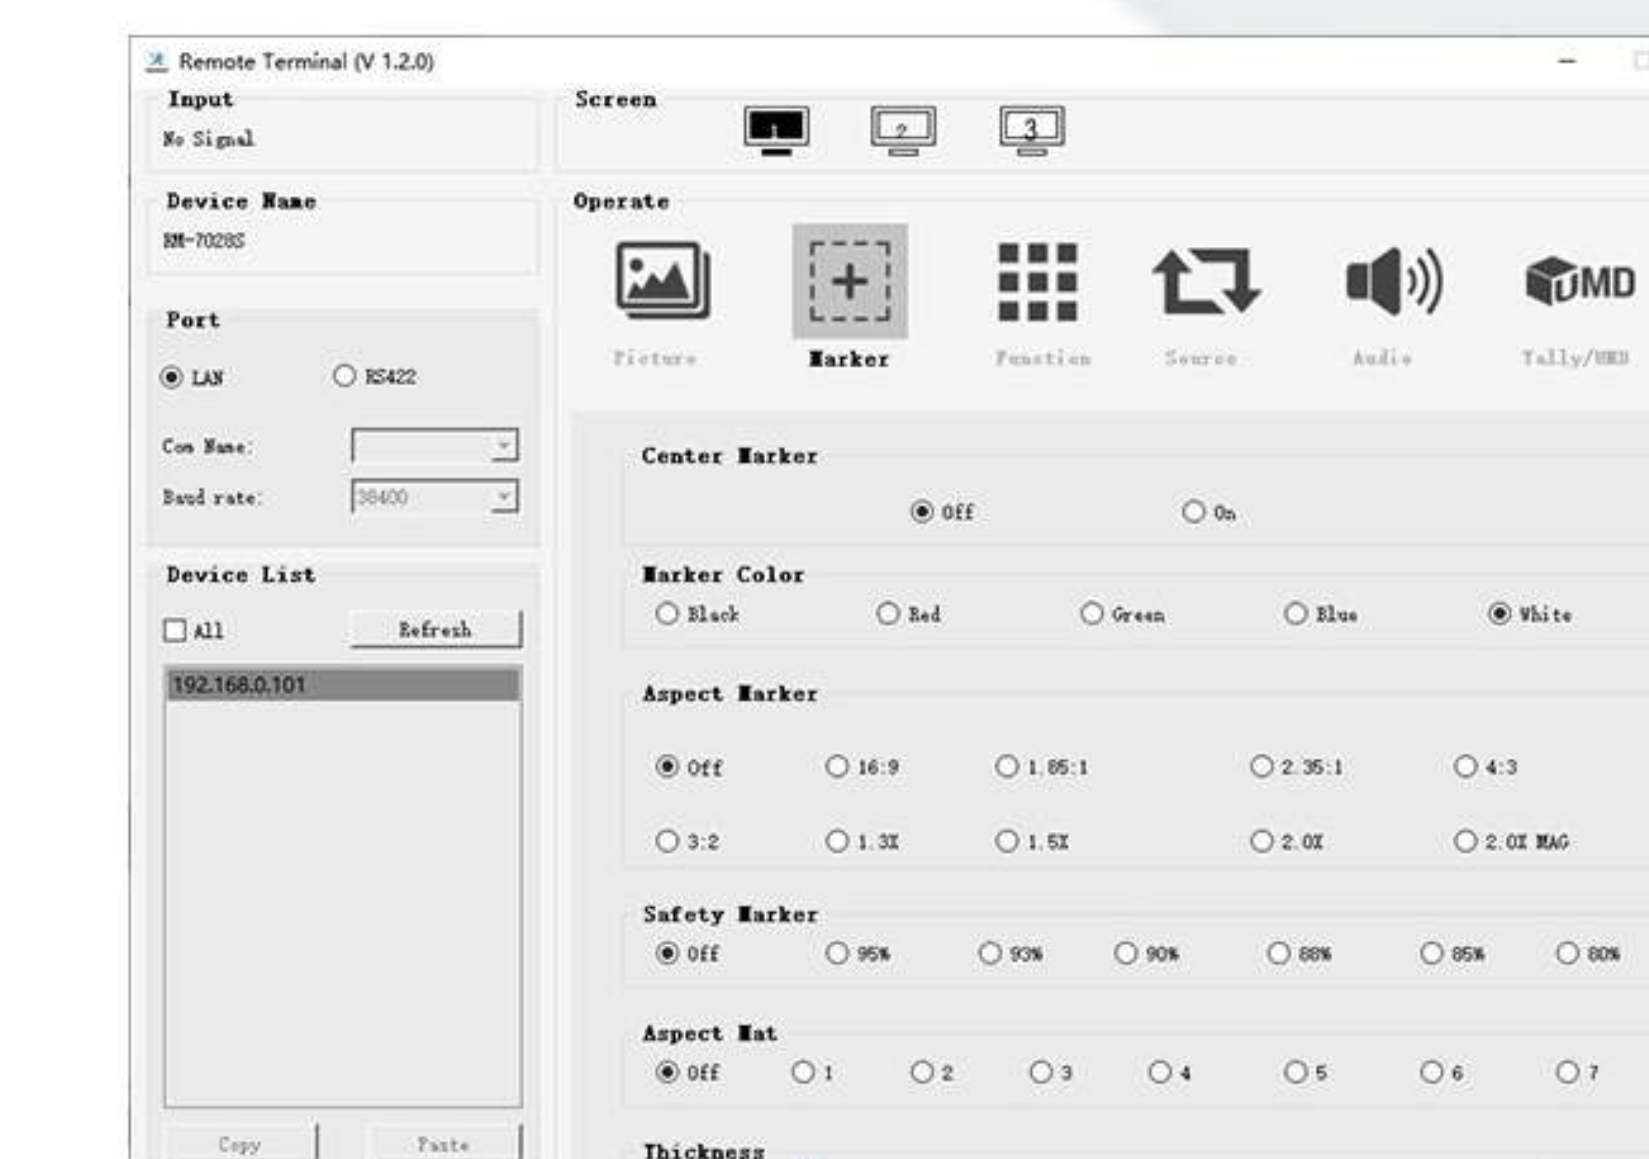 Remote Terminal (V 1.2.0)
Input
No Signal
Screen
1
2
3
Device Name
RM-7028S
Operate
UMD
Picture
Marker
Function
Source
Audio
Tally/UMD
Port
LAN
RS422
Com Name:
Baud rate:
38400
Device List
All
Refresh
192.168.0.101
Copy
Paste
Center Marker
Off
On
Marker Color
Black
Red
Green
Blue
White
Aspect Marker
Off
16:9
1.85:1
2.35:1
4:3
3:2
1.3X
1.5X
2.0X
2.0X MAG
Safety Marker
Off
95%
93%
90%
88%
85%
80%
Aspect Mat
Off
1
2
3
4
5
6
7
Thickness